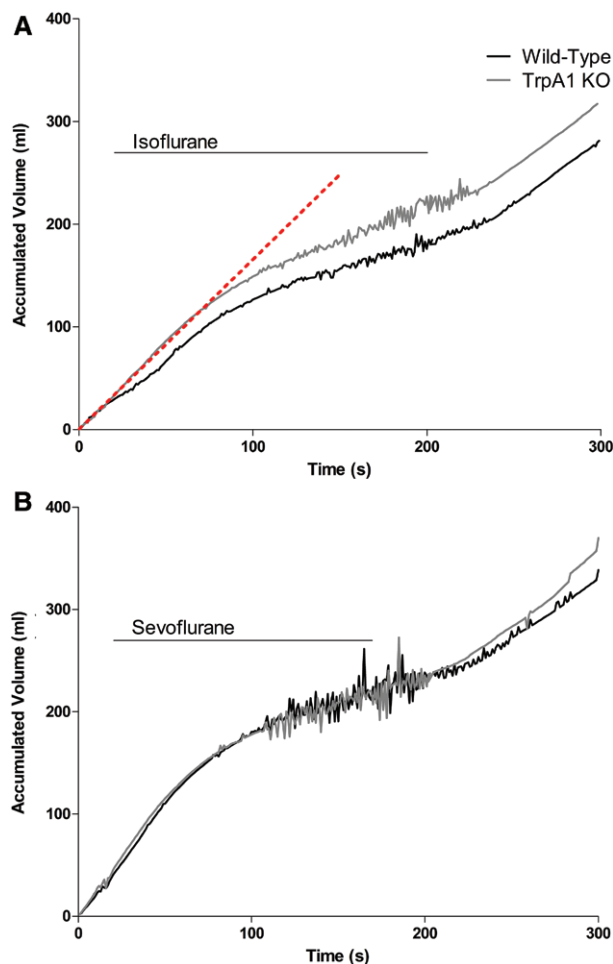 A
400
300
200
100
0
Accumulated Volume (ml)
Wild-Type
TrpA1 KO
Isoflurane
0 100 200 300
Time (s)
B
400
300
200
100
0
Accumulated Volume (ml)
Sevoflurane
0 100 200 300
Time (s)